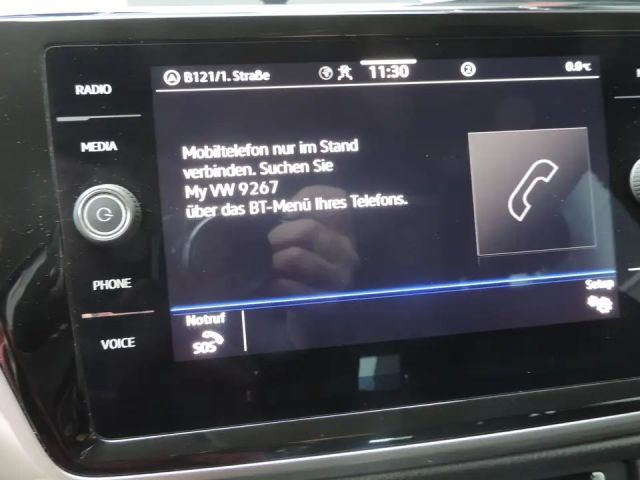 RADIO
MEDIA
PHONE
VOICE
B121/1. Straße
11:30
2
0.0°C
Mobiltelefon nur im Stand
verbinden. Suchen Sie
My VW 9267
über das BT-Menü Ihres Telefons.
Notruf
SOS
Setup